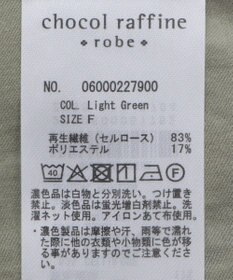 chocol raffine
robe
NO. 06000227900
COL. Light Green
SIZE F
再生繊維(セルロース) 83%
ポリエステル 17%
40
濃色品は白物と分別洗い。つけ置き
禁止。淡色品は蛍光増白剤禁止。洗
濯ネット使用。アイロンあて布使用。
・濃色製品は摩擦や汗、雨等で濡れ
た際に他の衣類や小物類に色が移
る事がありますのでご注意下さい。